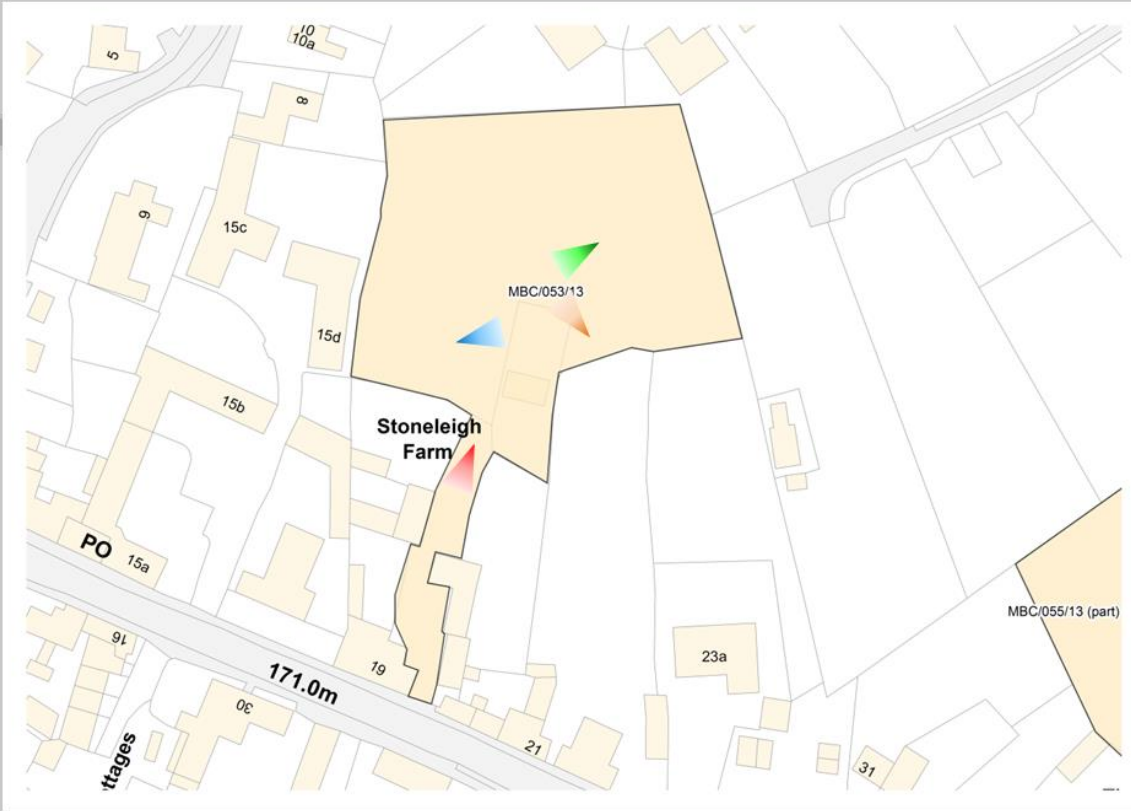 10
10a
5
8
9
15c
MBC/053/13
15d
15b
Stoneleigh
Farm
PO
15a
MBC/055/13 (part)
16
19
23a
171.0m
30
21
31